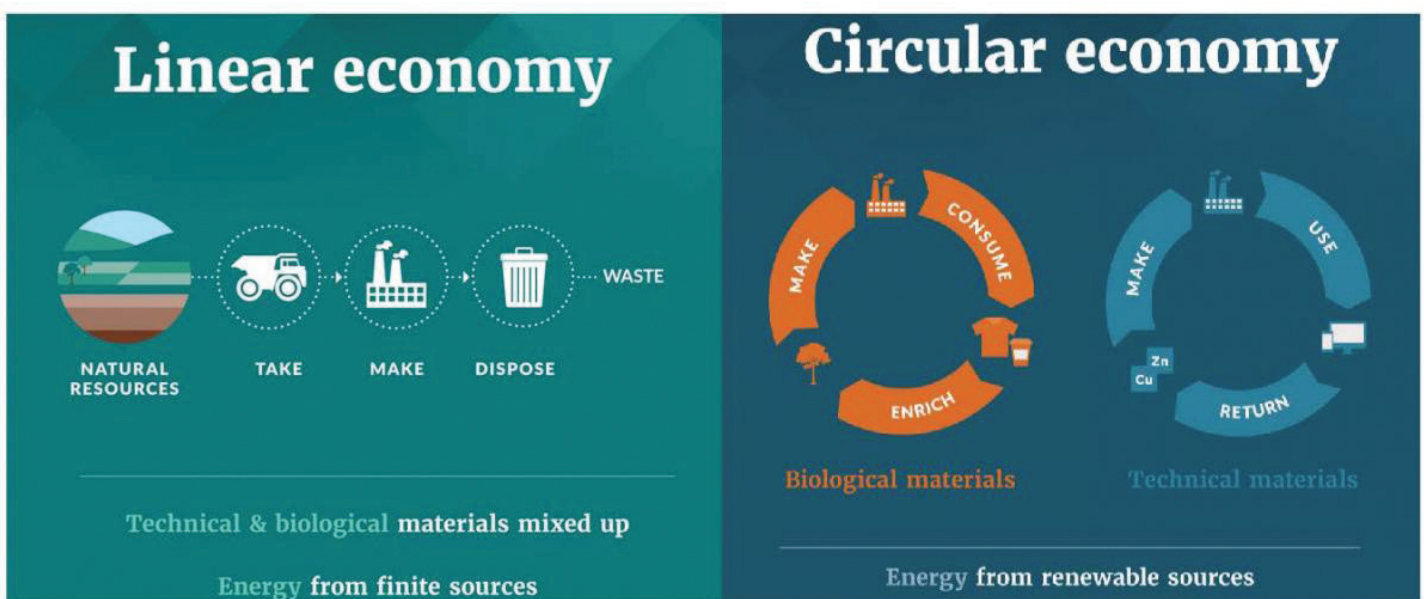 Linear economy
NATURAL
RESOURCES
TAKE
MAKE
DISPOSE
WASTE
Technical & biological materials mixed up
Energy from finite sources
Circular economy
MAKE
CONSUME
ENRICH
Biological materials
MAKE
USE
RETURN
Zn
Cu
Technical materials
Energy from renewable sources